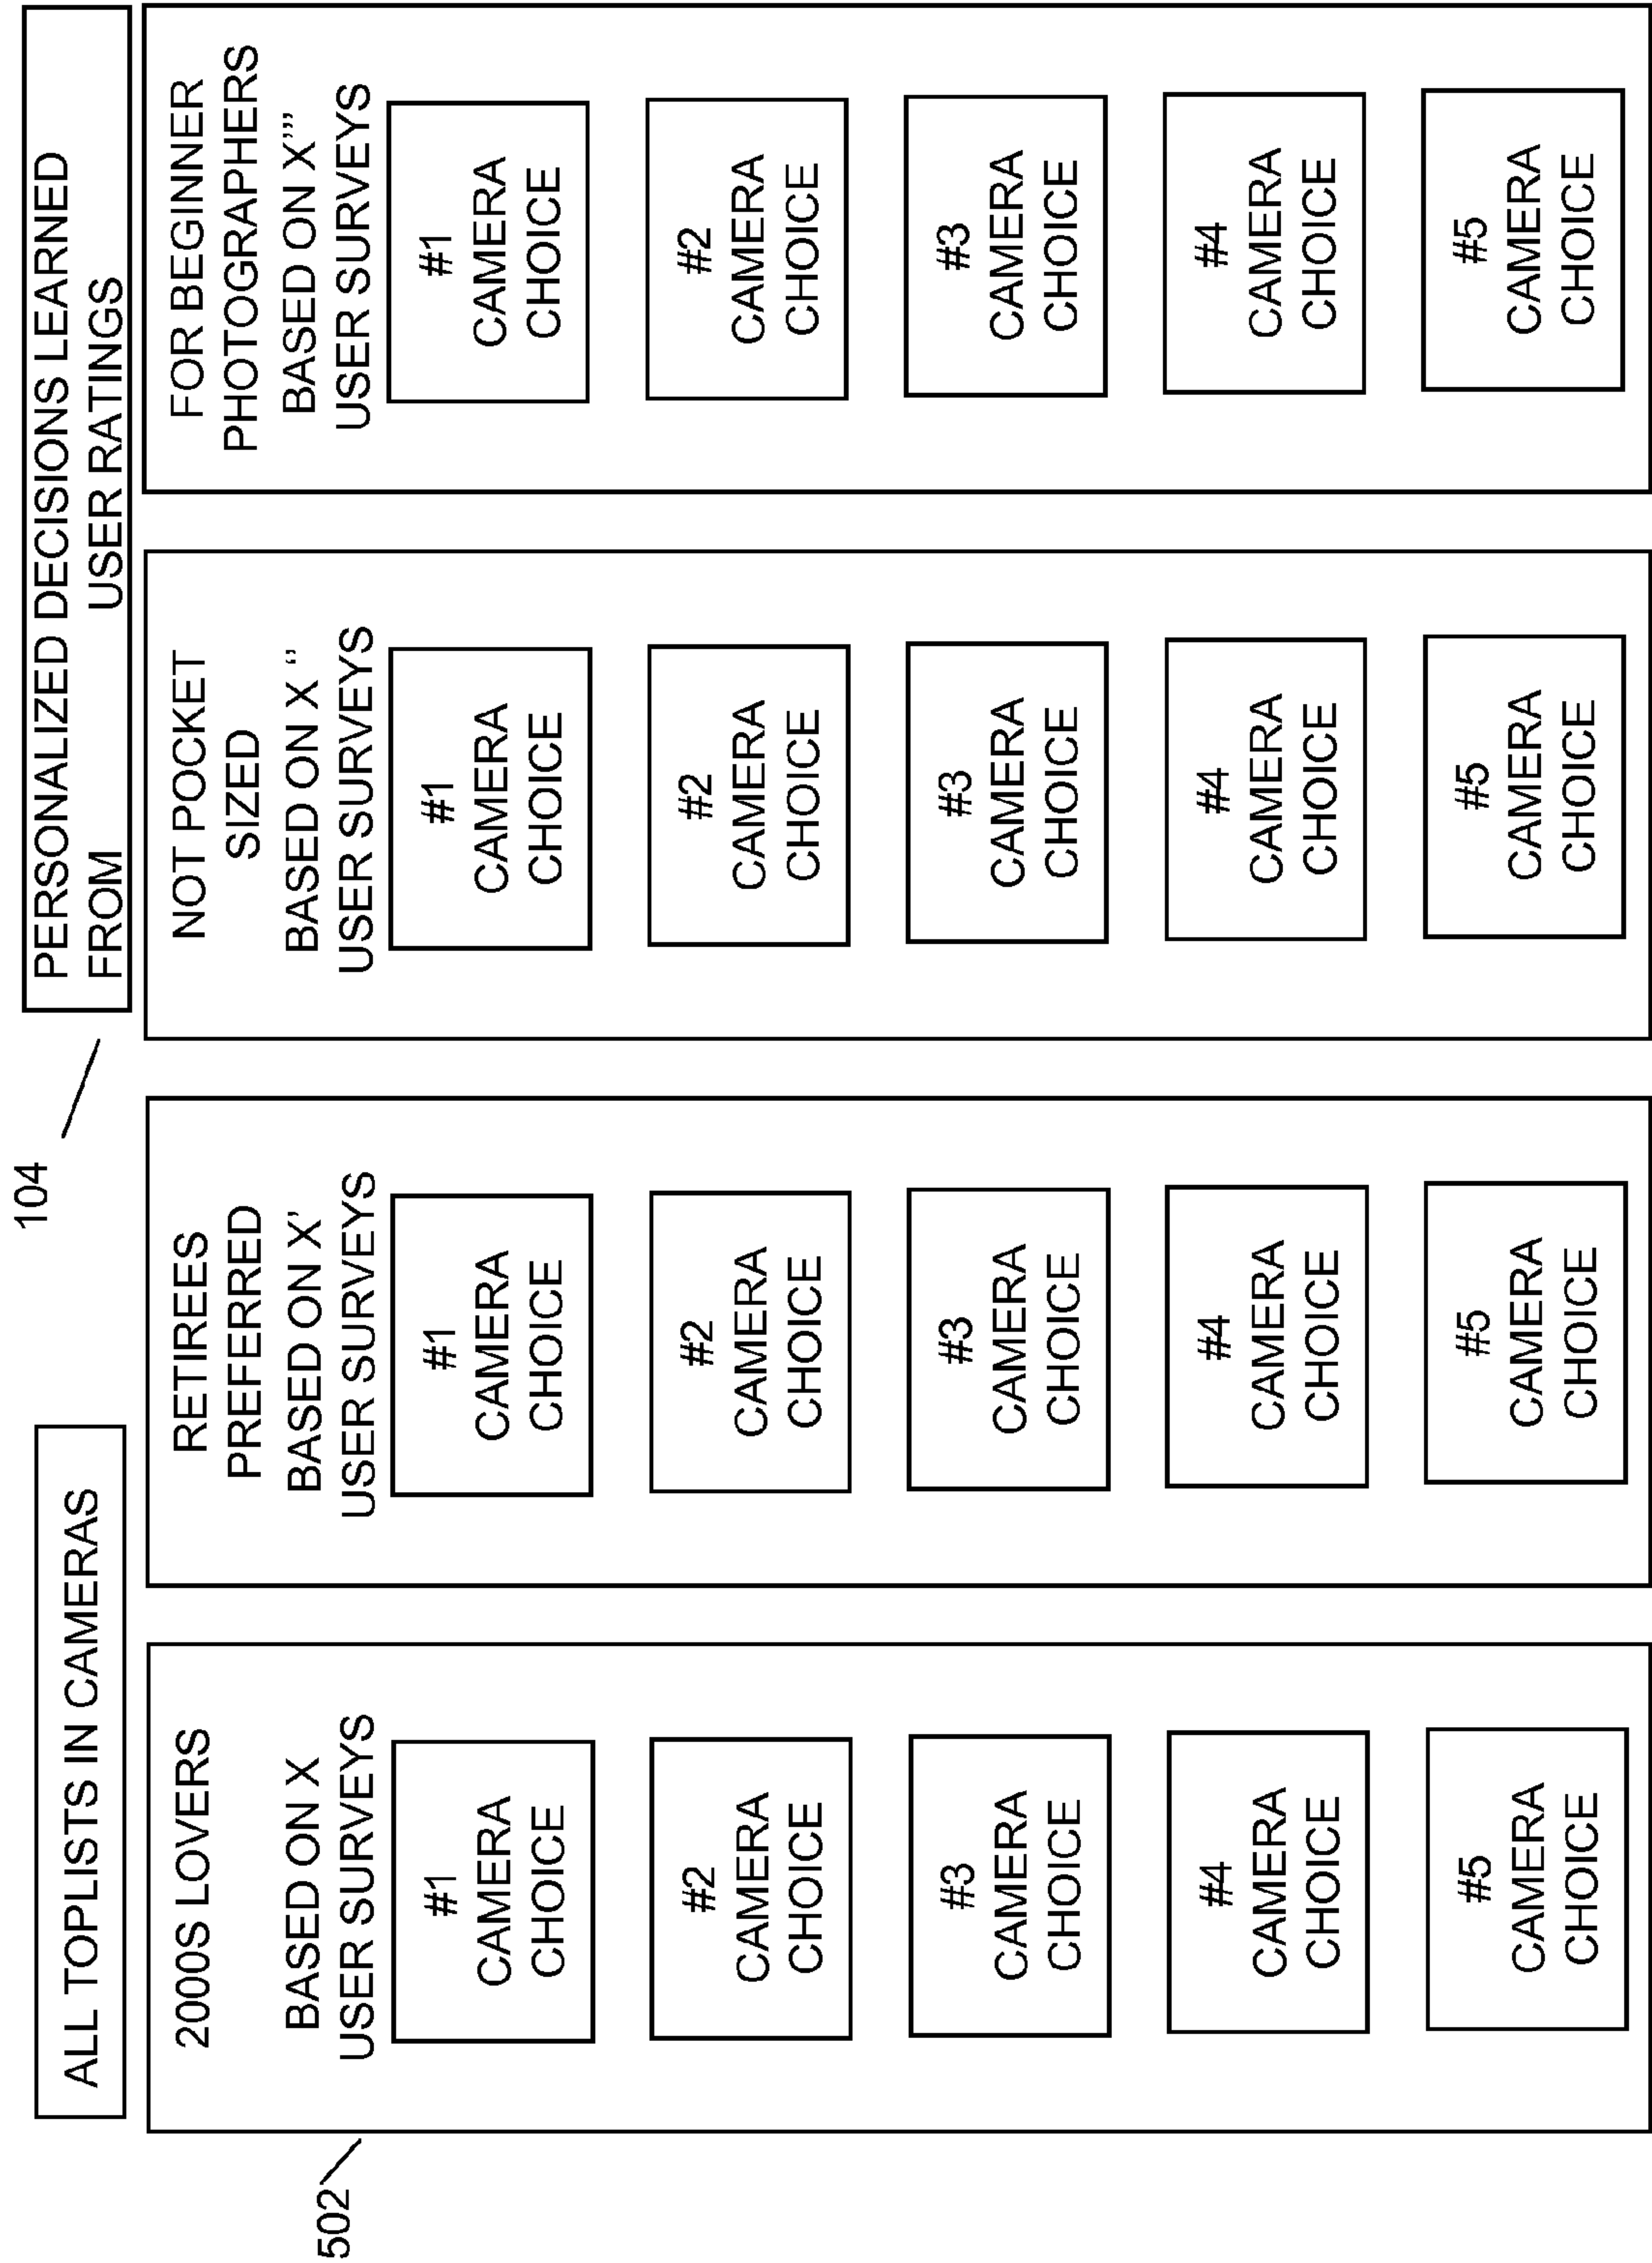 104
ALL TOPLISTS IN CAMERAS
PERSONALIZED DECISIONS LEARNED
FROM USER RATINGS
502
2000S LOVERS
BASED ON X
USER SURVEYS
#1
CAMERA
CHOICE
#2
CAMERA
CHOICE
#3
CAMERA
CHOICE
#4
CAMERA
CHOICE
#5
CAMERA
CHOICE
RETIREES
PREFERRED
BASED ON X'
USER SURVEYS
#1
CAMERA
CHOICE
#2
CAMERA
CHOICE
#3
CAMERA
CHOICE
#4
CAMERA
CHOICE
#5
CAMERA
CHOICE
NOT POCKET
SIZED
BASED ON X ''
USER SURVEYS
#1
CAMERA
CHOICE
#2
CAMERA
CHOICE
#3
CAMERA
CHOICE
#4
CAMERA
CHOICE
#5
CAMERA
CHOICE
FOR BEGINNER
PHOTOGRAPHERS
BASED ON X'''
USER SURVEYS
#1
CAMERA
CHOICE
#2
CAMERA
CHOICE
#3
CAMERA
CHOICE
#4
CAMERA
CHOICE
#5
CAMERA
CHOICE